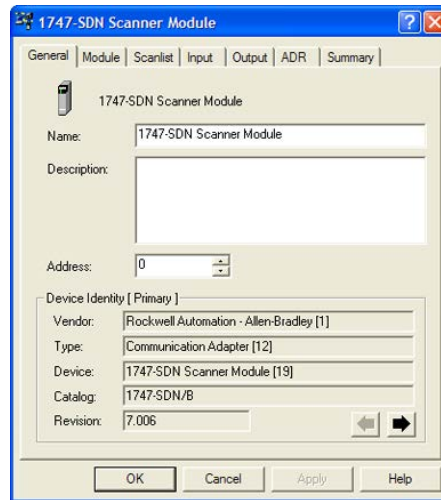 1747-SDN Scanner Module
General Module Scanlist Input Output ADR Summary
1747-SDN Scanner Module
Name: 1747-SDN Scanner Module
Description:
Address: 0
Device Identity [ Primary ]
Vendor: Rockwell Automation - Allen-Bradley [1]
Type: Communication Adapter [12]
Device: 1747-SDN Scanner Module [19]
Catalog: 1747-SDN/B
Revision: 7.006
OK Cancel Apply Help